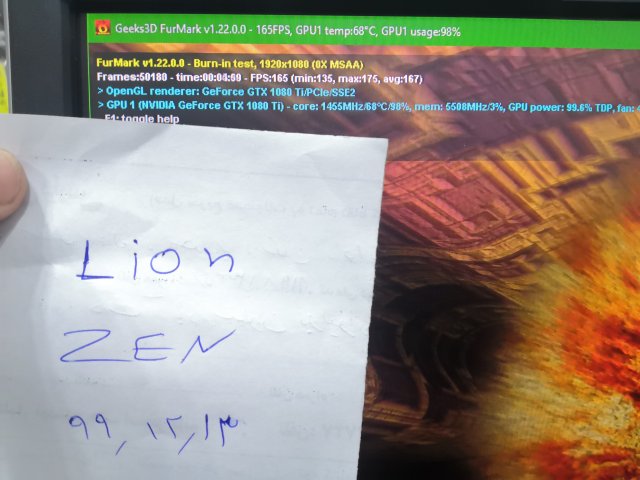 Geeks3D FurMark v1.22.0.0 - 165FPS, GPU1 temp:68°C, GPU1 usage:98%
FurMark v1.22.0.0 - Burn-in test, 1920x1080 (0X MSAA)
Frames:50180 - time:00:04:59 - FPS:165 (min:135, max:175, avg:167)
> OpenGL renderer: GeForce GTX 1080 Ti/PCIe/SSE2
> GPU 1 (NVIDIA GeForce GTX 1080 Ti) - core: 1455MHz/68°C/98%, mem: 5508MHz/3%, GPU power: 99.6% TDP, fan:
F1: toggle help
Lion
ZEN
۹۹,۱۲,۱۳